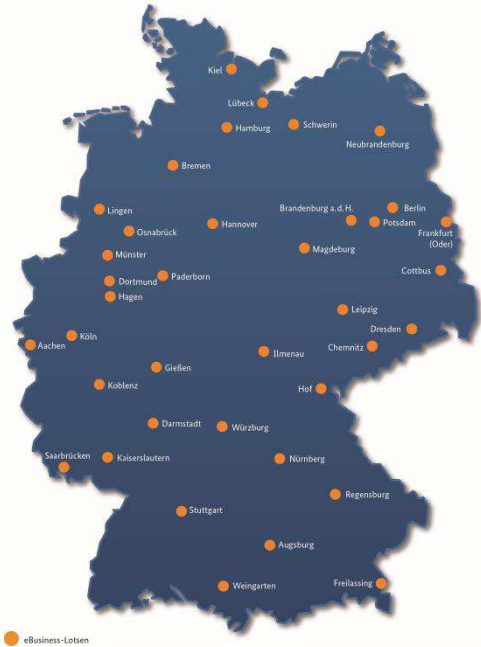 Kiel
Lübeck
Hamburg
Schwerin
Neubrandenburg
Bremen
Lingen
Osnabrück
Hannover
Brandenburg a.d.H.
Berlin
Potsdam
Frankfurt
(Oder)
Münster
Magdeburg
Cottbus
Dortmund
Paderborn
Hagen
Leipzig
Dresden
Köln
Aachen
Chemnitz
Ilmenau
Gießen
Koblenz
Hof
Darmstadt
Würzburg
Saarbrücken
Kaiserslautern
Nürnberg
Regensburg
Stuttgart
Augsburg
Weingarten
Freilassing
eBusiness-Lotsen